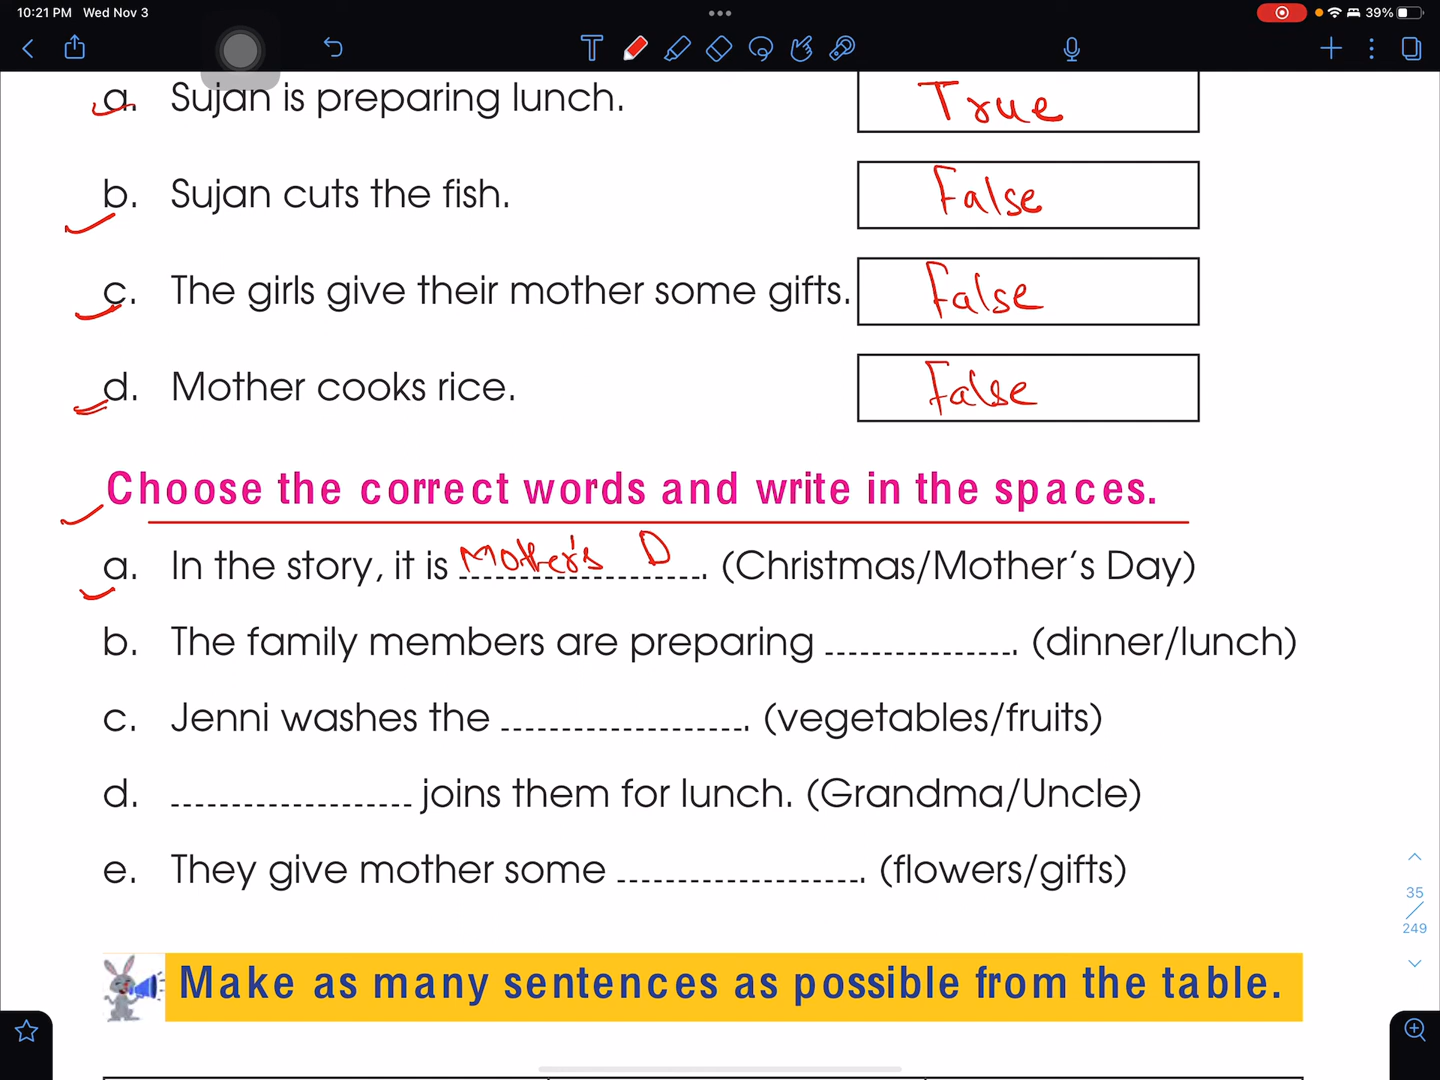 10:21 PM Wed Nov 3
39%
a. Sujan is preparing lunch. True
b. Sujan cuts the fish. False
c. The girls give their mother some gifts. False
d. Mother cooks rice. False
Choose the correct words and write in the spaces.
a. In the story, it is Mother's D. (Christmas/Mother's Day)
b. The family members are preparing ................. (dinner/lunch)
c. Jenni washes the ..................... (vegetables/fruits)
d. .................... joins them for lunch. (Grandma/Uncle)
e. They give mother some ..................... (flowers/gifts)
35
/
249
Make as many sentences as possible from the table.